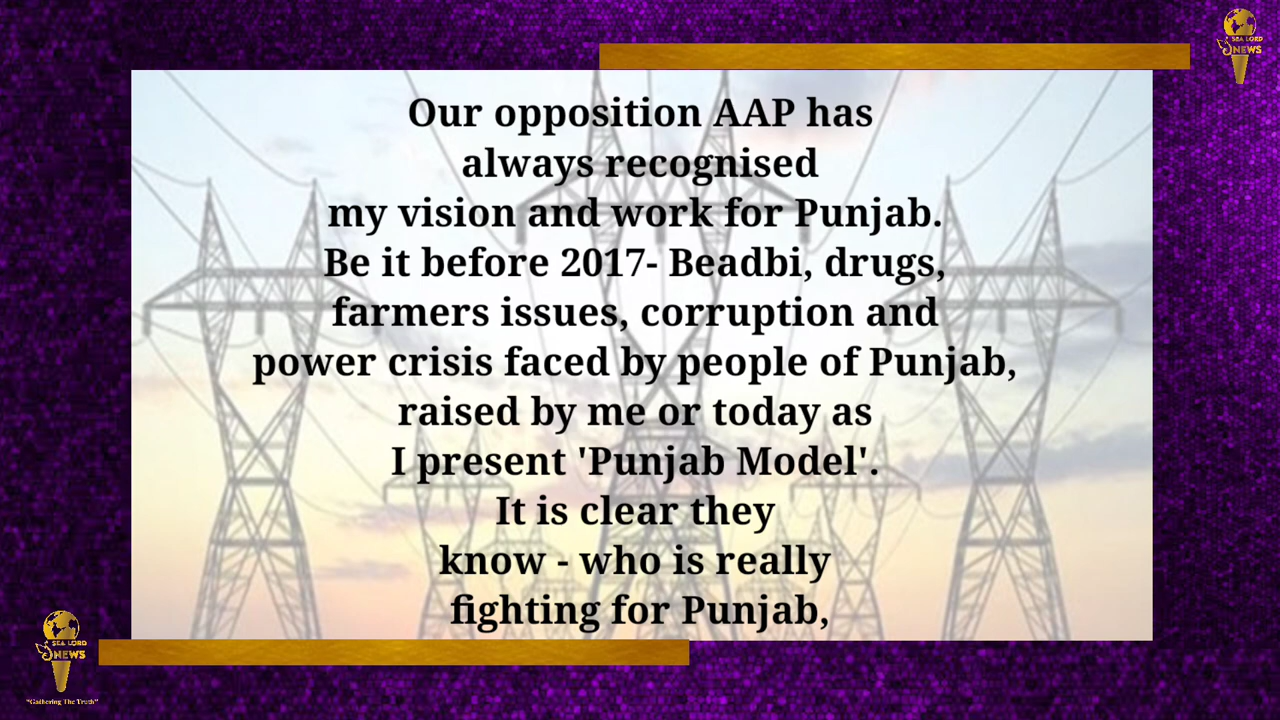 SEA LORD
NEWS
Our opposition AAP has
always recognised
my vision and work for Punjab.
Be it before 2017- Beadbi, drugs,
farmers issues, corruption and
power crisis faced by people of Punjab,
raised by me or today as
I present 'Punjab Model'.
It is clear they
know - who is really
fighting for Punjab,
SEA LORD
NEWS
"Gathering The Truth"